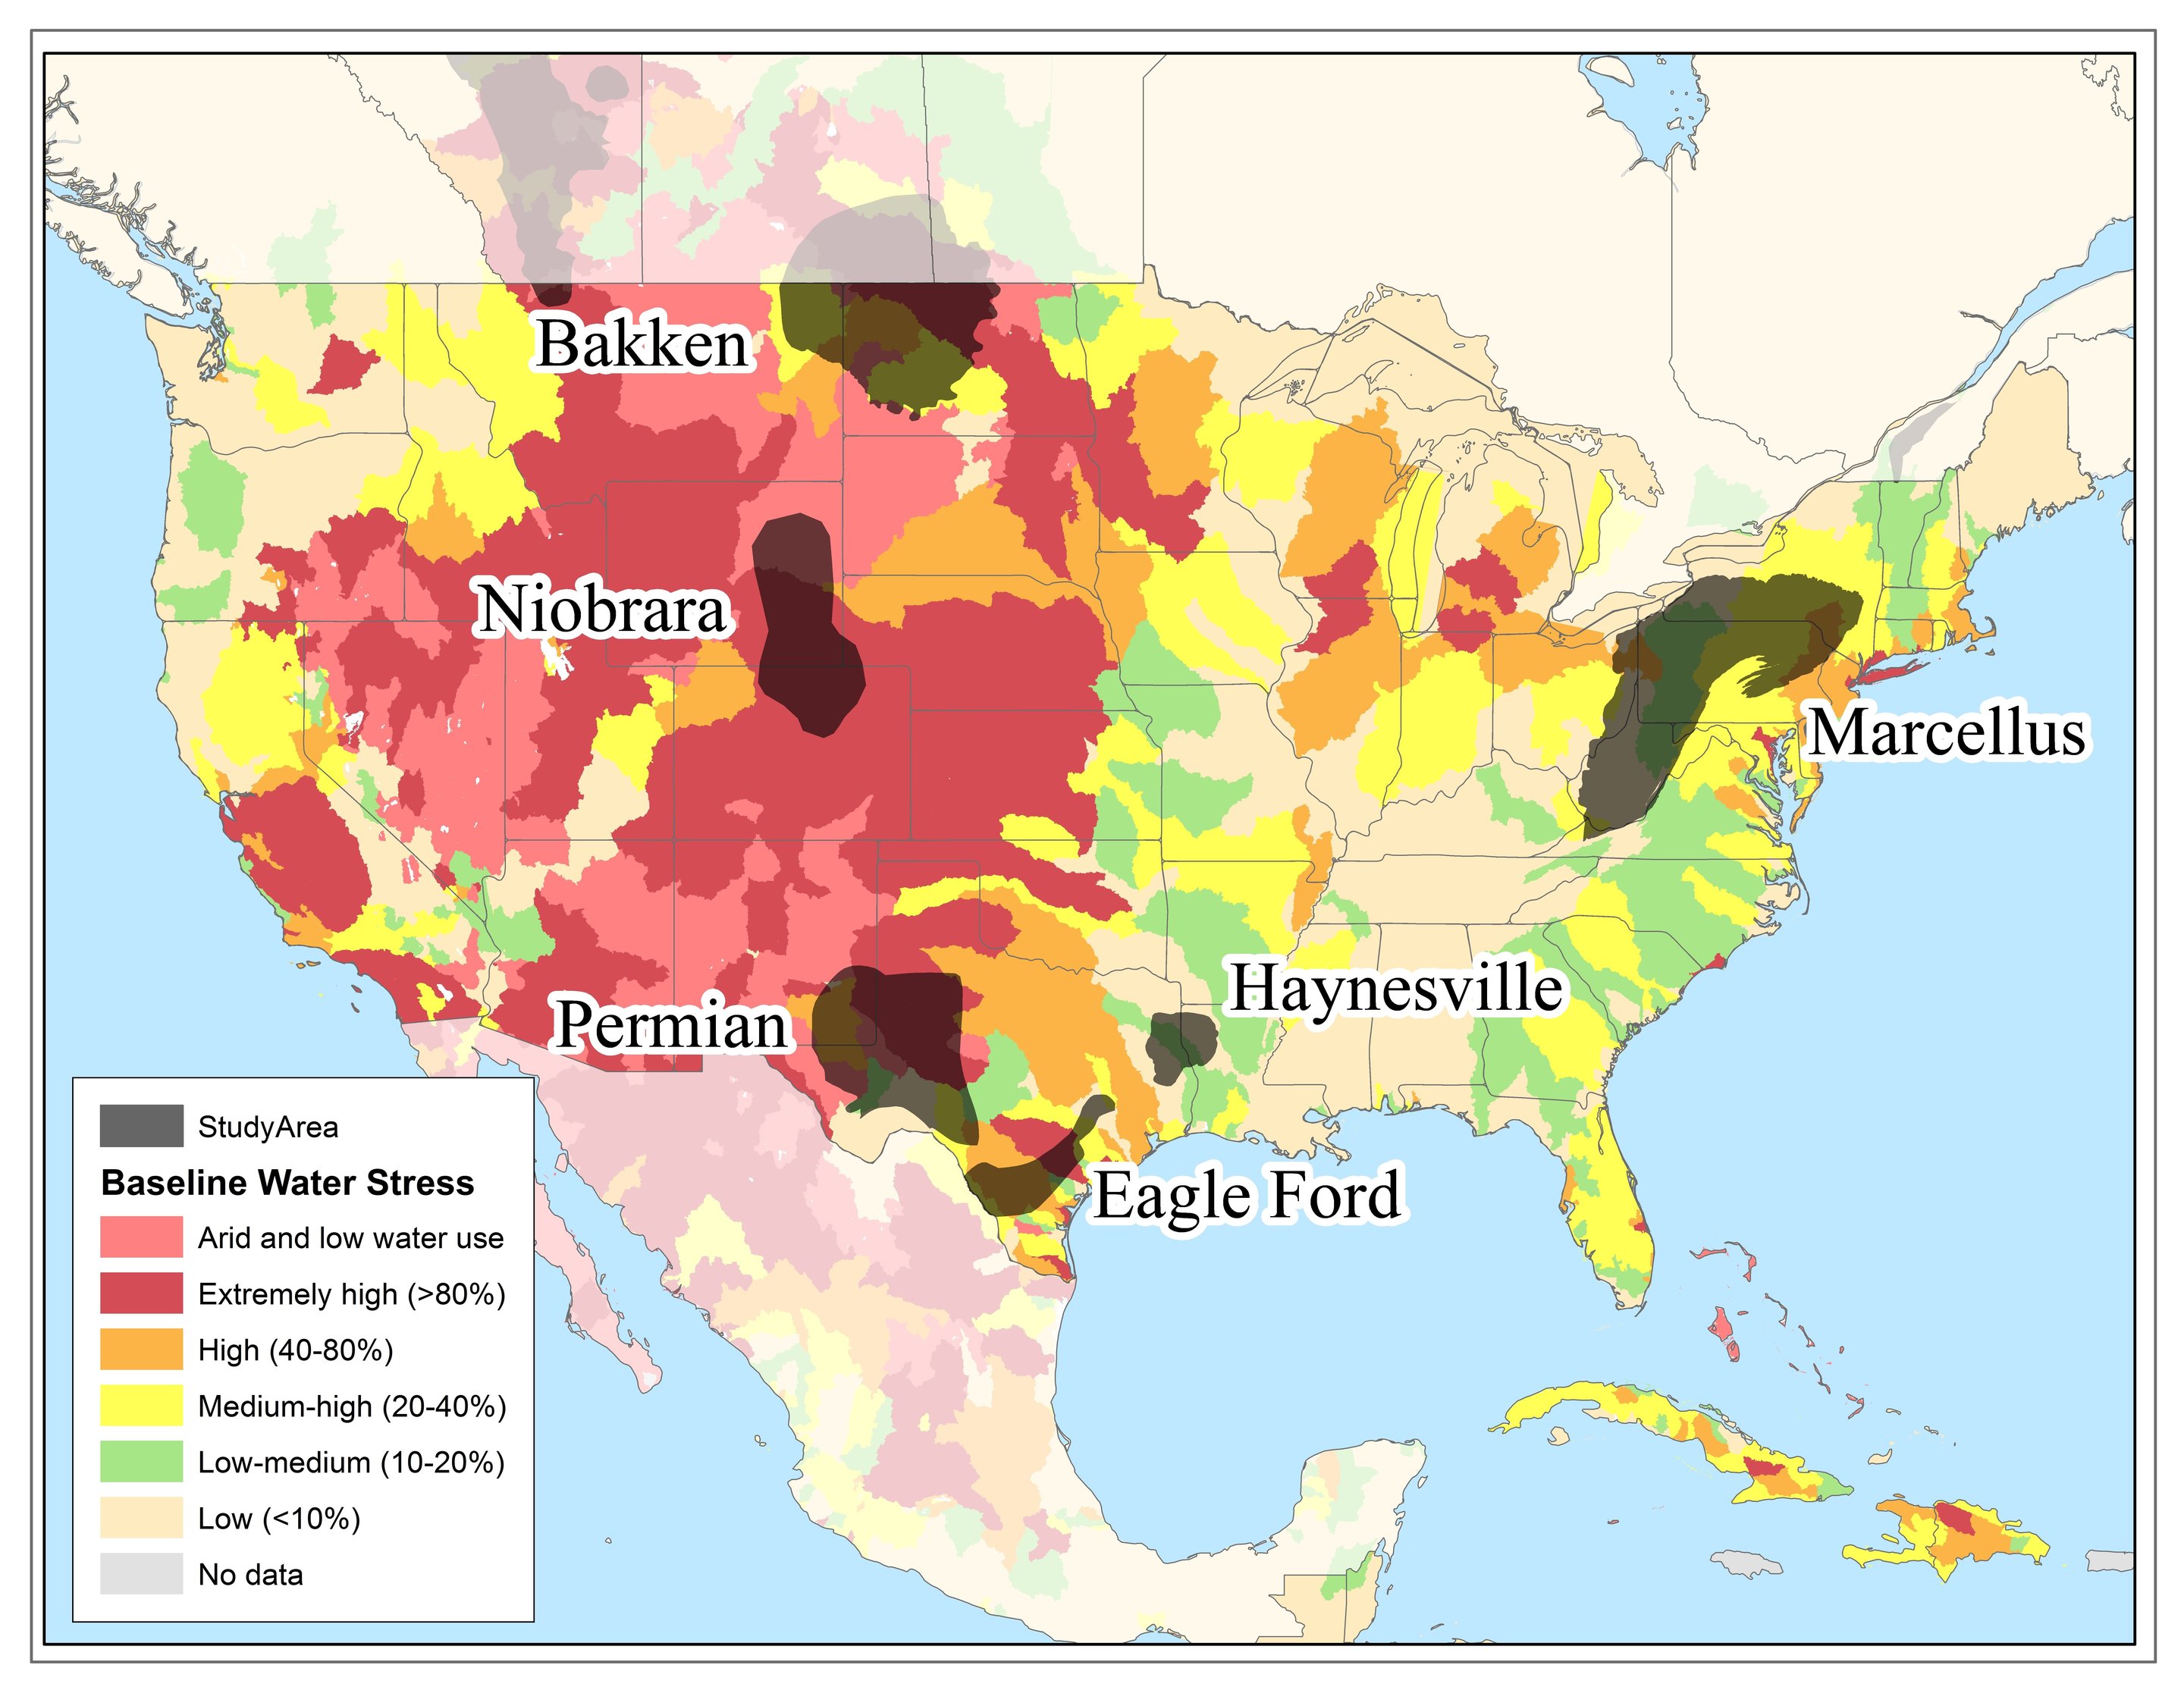 Bakken
Niobrara
Marcellus
Haynesville
Permian
Eagle Ford
StudyArea
Baseline Water Stress
Arid and low water use
Extremely high (>80%)
High (40-80%)
Medium-high (20-40%)
Low-medium (10-20%)
Low (<10%)
No data